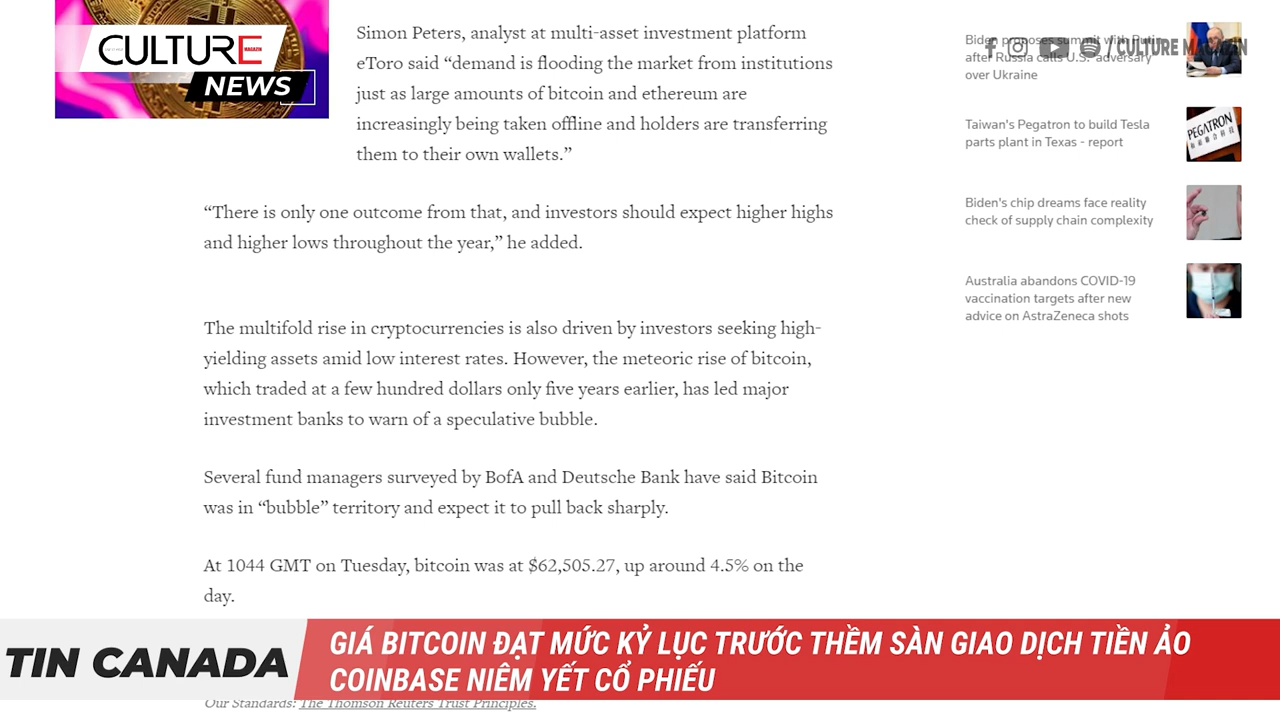 CULTURE
MAGAZIN
NEWS
Simon Peters, analyst at multi-asset investment platform
eToro said “demand is flooding the market from institutions
just as large amounts of bitcoin and ethereum are
increasingly being taken offline and holders are transferring
them to their own wallets.”
“There is only one outcome from that, and investors should expect higher highs
and higher lows throughout the year,” he added.
The multifold rise in cryptocurrencies is also driven by investors seeking high-
yielding assets amid low interest rates. However, the meteoric rise of bitcoin,
which traded at a few hundred dollars only five years earlier, has led major
investment banks to warn of a speculative bubble.
Several fund managers surveyed by BofA and Deutsche Bank have said Bitcoin
was in “bubble” territory and expect it to pull back sharply.
At 1044 GMT on Tuesday, bitcoin was at $62,505.27, up around 4.5% on the
day.
Our Standards: The Thomson Reuters Trust Principles.
Biden proposes summit with Putin
after Russia calls U.S. ‘adversary’
over Ukraine
/CULTURE MAGAZIN
Taiwan's Pegatron to build Tesla
parts plant in Texas - report
PEGATRON
Biden's chip dreams face reality
check of supply chain complexity
Australia abandons COVID-19
vaccination targets after new
advice on AstraZeneca shots
TIN CANADA
GIÁ BITCOIN ĐẠT MỨC KỶ LỤC TRƯỚC THỀM SÀN GIAO DỊCH TIỀN ẢO
COINBASE NIÊM YẾT CỔ PHIẾU